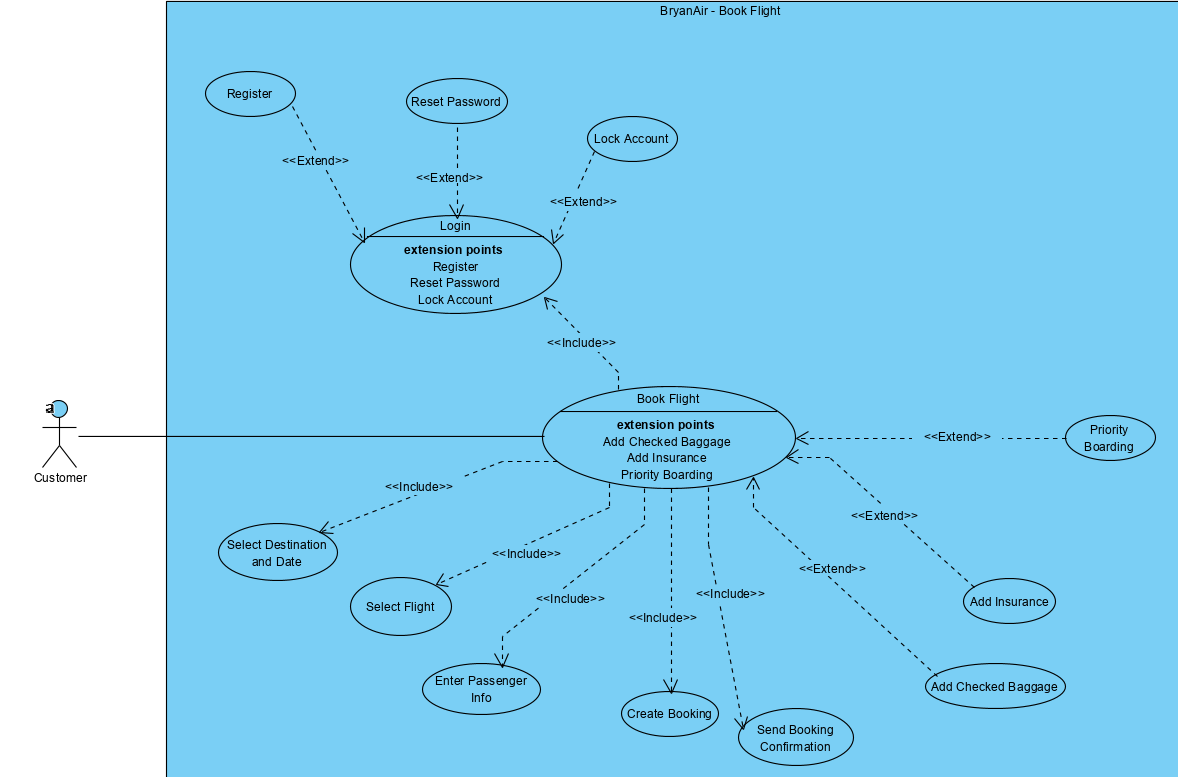 BryanAir - Book Flight
Register
Reset Password
Lock Account
<<Extend>>
<<Extend>>
<<Extend>>
Login
extension points
Register
Reset Password
Lock Account
<<Include>>
a
Customer
Book Flight
extension points
Add Checked Baggage
Add Insurance
Priority Boarding
<<Extend>>
Priority
Boarding
<<Include>>
<<Extend>>
Select Destination
and Date
<<Include>>
<<Extend>>
Select Flight
<<Include>>
<<Include>>
<<Include>>
Add Insurance
Enter Passenger
Info
Add Checked Baggage
Create Booking
Send Booking
Confirmation